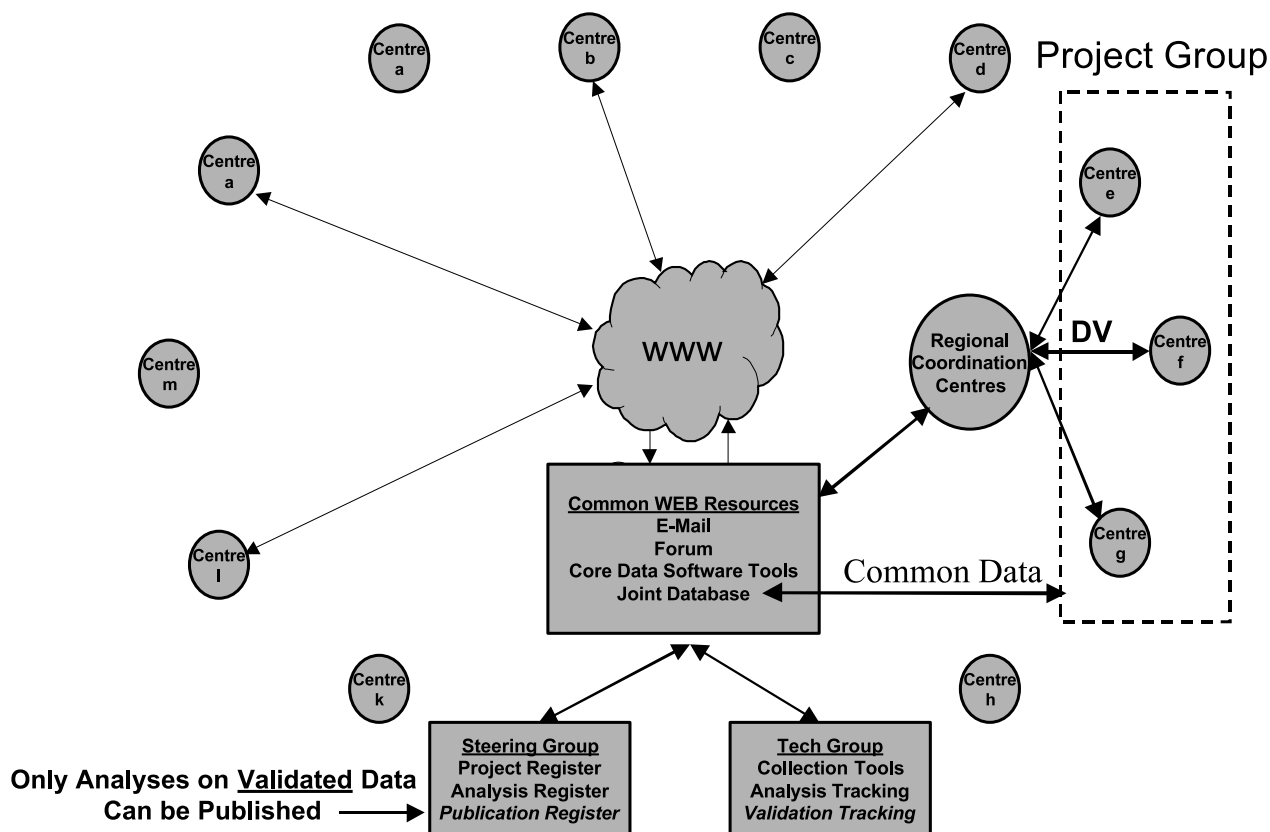 Centre
a
Centre
b
Centre
c
Centre
d
Project Group
Centre
a
Centre
e
www
Regional
Coordination
Centres
DV
Centre
f
Centre
m
Common WEB Resources
E-Mail
Forum
Core Data Software Tools
Joint Database
Common Data
Centre
g
Centre
l
Centre
k
Centre
h
Steering Group
Project Register
Analysis Register
Publication Register
Tech Group
Collection Tools
Analysis Tracking
Validation Tracking
Only Analyses on Validated Data
Can be Published